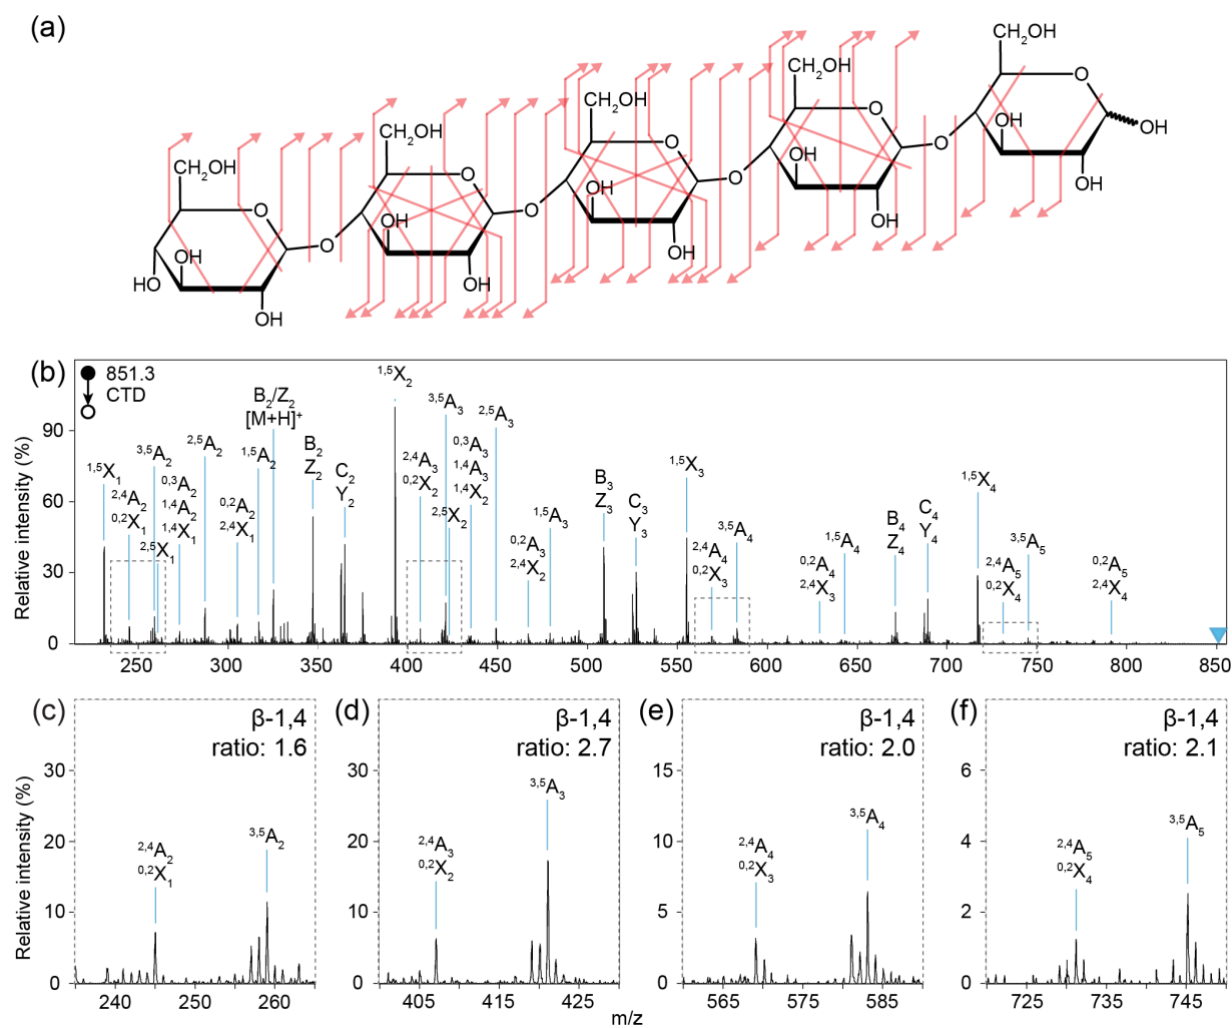 (a)
CH₂OH
O
OH
HO
OH
O
CH₂OH
O
OH
OH
O
CH₂OH
O
OH
OH
O
CH₂OH
O
OH
OH
O
CH₂OH
O
OH
OH
OH
(b)
851.3
CTD
Relative intensity (%)
90
60
30
0
¹,⁵X₁
²,⁴A₂
⁰,²X₁
³,⁵A₂
²,⁵X₁
⁰,³A₂
¹,⁴A₂
¹,⁴X₁
²,⁵A₂
⁰,²A₂
²,⁴X₁
¹,⁵A₂
B₂/Z₂
[M+H]⁺
B₂
Z₂
C₂
Y₂
¹,⁵X₂
²,⁴A₃
⁰,²X₂
³,⁵A₃
²,⁵X₂
⁰,³A₃
¹,⁴A₃
¹,⁴X₂
²,⁵A₃
⁰,²A₃
²,⁴X₂
¹,⁵A₃
B₃
Z₃
C₃
Y₃
¹,⁵X₃
²,⁴A₄
⁰,²X₃
³,⁵A₄
⁰,²A₄
²,⁴X₃
¹,⁵A₄
B₄
Z₄
C₄
Y₄
¹,⁵X₄
²,⁴A₅
⁰,²X₄
³,⁵A₅
⁰,²A₅
²,⁴X₄
250 300 350 400 450 500 550 600 650 700 750 800 850
(c)
β-1,4
ratio: 1.6
Relative intensity (%)
30
20
10
0
²,⁴A₂
⁰,²X₁
³,⁵A₂
240 250 260
(d)
β-1,4
ratio: 2.7
30
20
10
0
²,⁴A₃
⁰,²X₂
³,⁵A₃
405 415 425
(e)
β-1,4
ratio: 2.0
15
10
5
0
²,⁴A₄
⁰,²X₃
³,⁵A₄
565 575 585
(f)
β-1,4
ratio: 2.1
6
4
2
0
²,⁴A₅
⁰,²X₄
³,⁵A₅
725 735 745
m/z